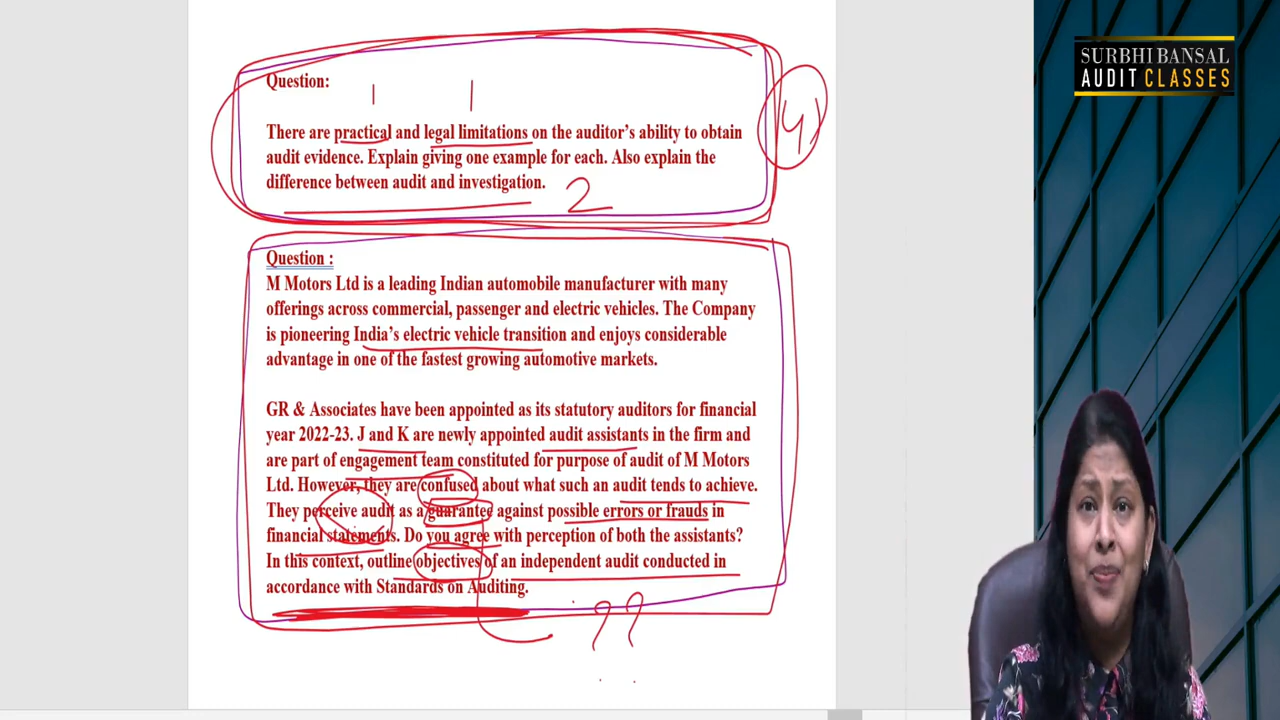 SURBHI BANSAL
AUDIT CLASSES
Question:
There are practical and legal limitations on the auditor's ability to obtain
audit evidence. Explain giving one example for each. Also explain the
difference between audit and investigation.
2
Question :
M Motors Ltd is a leading Indian automobile manufacturer with many
offerings across commercial, passenger and electric vehicles. The Company
is pioneering India's electric vehicle transition and enjoys considerable
advantage in one of the fastest growing automotive markets.
GR & Associates have been appointed as its statutory auditors for financial
year 2022-23. J and K are newly appointed audit assistants in the firm and
are part of engagement team constituted for purpose of audit of M Motors
Ltd. However, they are confused about what such an audit tends to achieve.
They perceive audit as a guarantee against possible errors or frauds in
financial statements. Do you agree with perception of both the assistants?
In this context, outline objectives of an independent audit conducted in
accordance with Standards on Auditing.
??